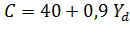 C = 40 + 0,9 Y_d